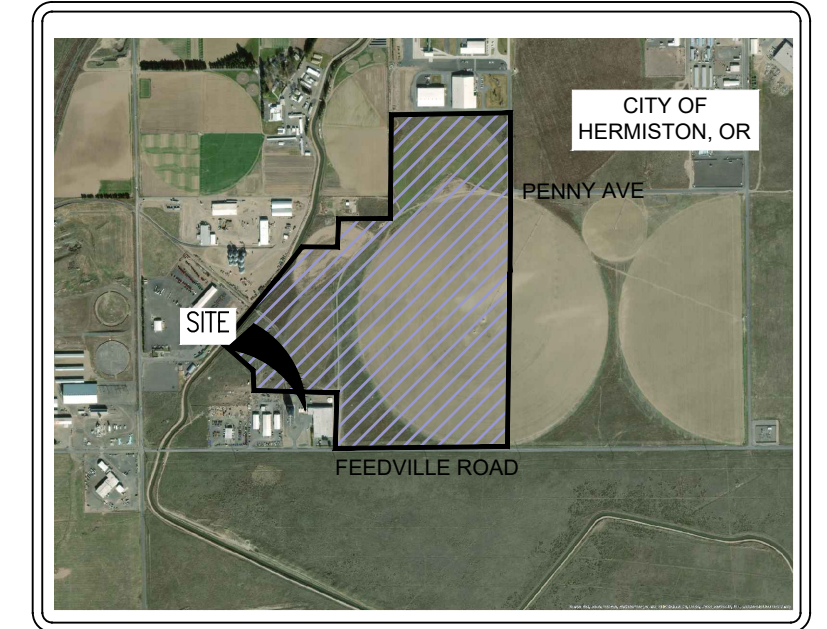 CITY OF
HERMISTON, OR
PENNY AVE
SITE
FEEDVILLE ROAD